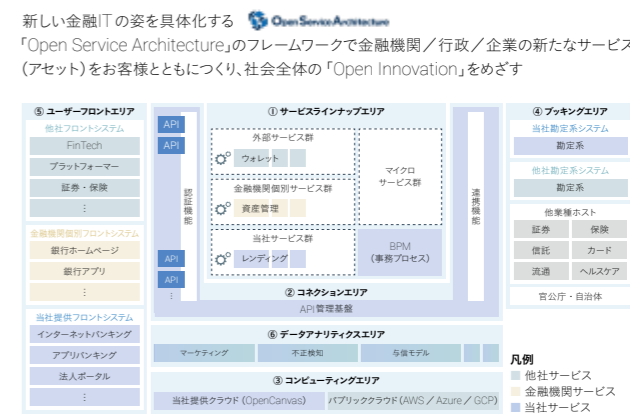 新しい金融ITの姿を具体化する Open Service Architecture
「Open Service Architecture」のフレームワークで金融機関／行政／企業の新たなサービス
（アセット）をお客様とともにつくり、社会全体の「Open Innovation」をめざす
⑤ ユーザーフロントエリア
他社フロントシステム
FinTech
プラットフォーマー
証券・保険
⋮
金融機関個別フロントシステム
銀行ホームページ
銀行アプリ
⋮
当社提供フロントシステム
インターネットバンキング
アプリバンキング
法人ポータル
⋮
API
API
API
API
⋮
認証機能
① サービスラインナップエリア
外部サービス群
ウォレット
金融機関個別サービス群
資産管理
当社サービス群
レンディング
マイクロ
サービス群
BPM
（事務プロセス）
連携機能
② コネクションエリア
API管理基盤
⑥ データアナリティクスエリア
マーケティング
不正検知
与信モデル
③ コンピューティングエリア
当社提供クラウド（OpenCanvas）
パブリッククラウド（AWS／Azure／GCP）
④ ブッキングエリア
当社勘定系システム
勘定系
他社勘定系システム
勘定系
他業種ホスト
証券 保険
信託 カード
流通 ヘルスケア
官公庁・自治体
凡例
他社サービス
金融機関サービス
当社サービス